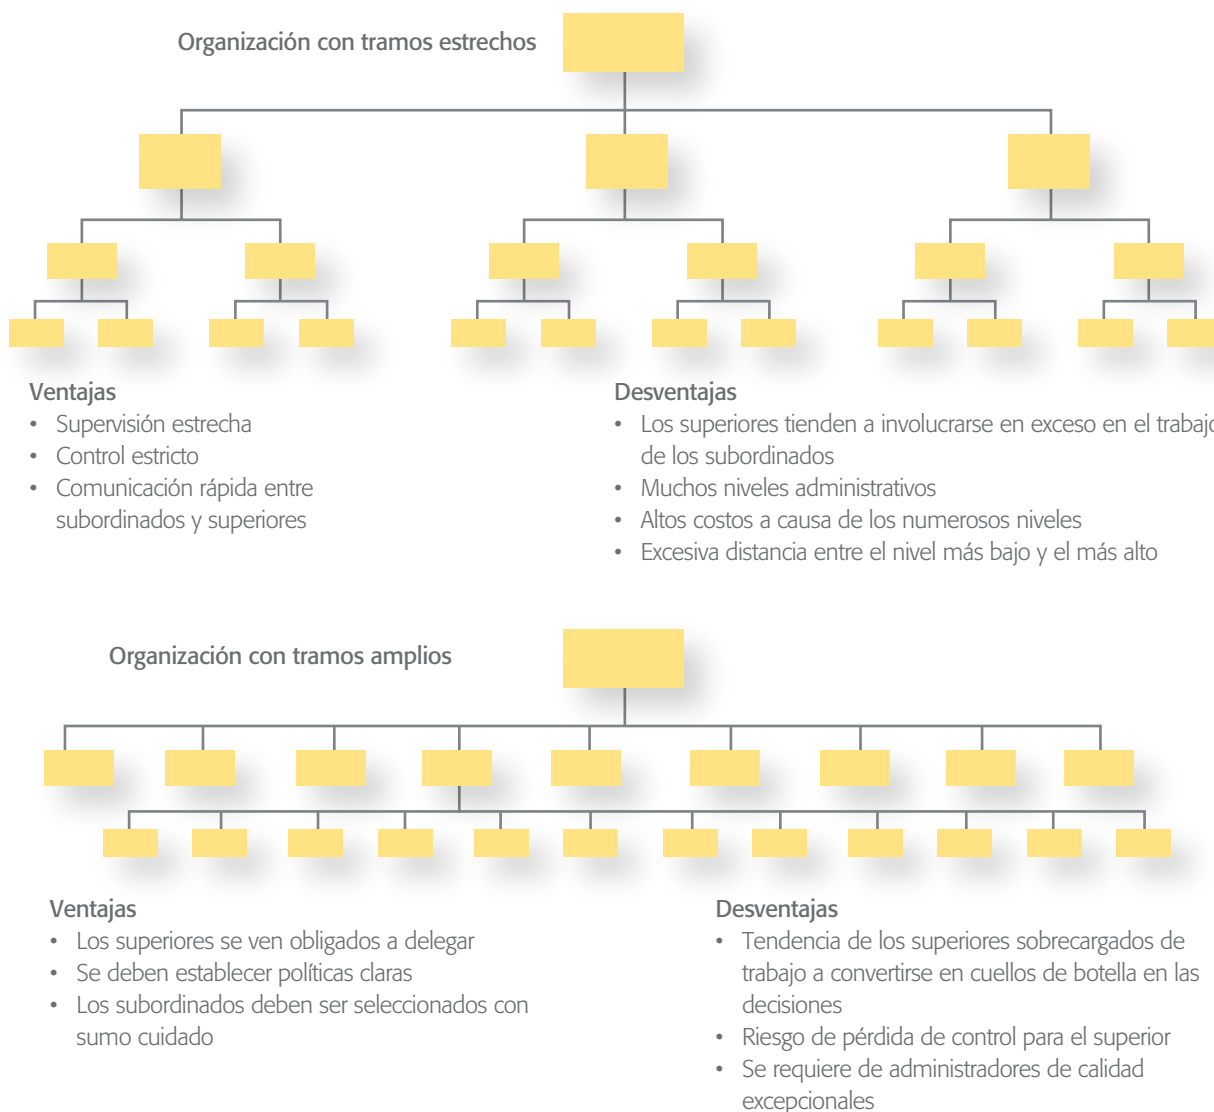 Organización con tramos estrechos
Ventajas
• Supervisión estrecha
• Control estricto
• Comunicación rápida entre
subordinados y superiores
Desventajas
• Los superiores tienden a involucrarse en exceso en el trabajo
de los subordinados
• Muchos niveles administrativos
• Altos costos a causa de los numerosos niveles
• Excesiva distancia entre el nivel más bajo y el más alto
Organización con tramos amplios
Ventajas
• Los superiores se ven obligados a delegar
• Se deben establecer políticas claras
• Los subordinados deben ser seleccionados con
sumo cuidado
Desventajas
• Tendencia de los superiores sobrecargados de
trabajo a convertirse en cuellos de botella en las
decisiones
• Riesgo de pérdida de control para el superior
• Se requiere de administradores de calidad
excepcionales